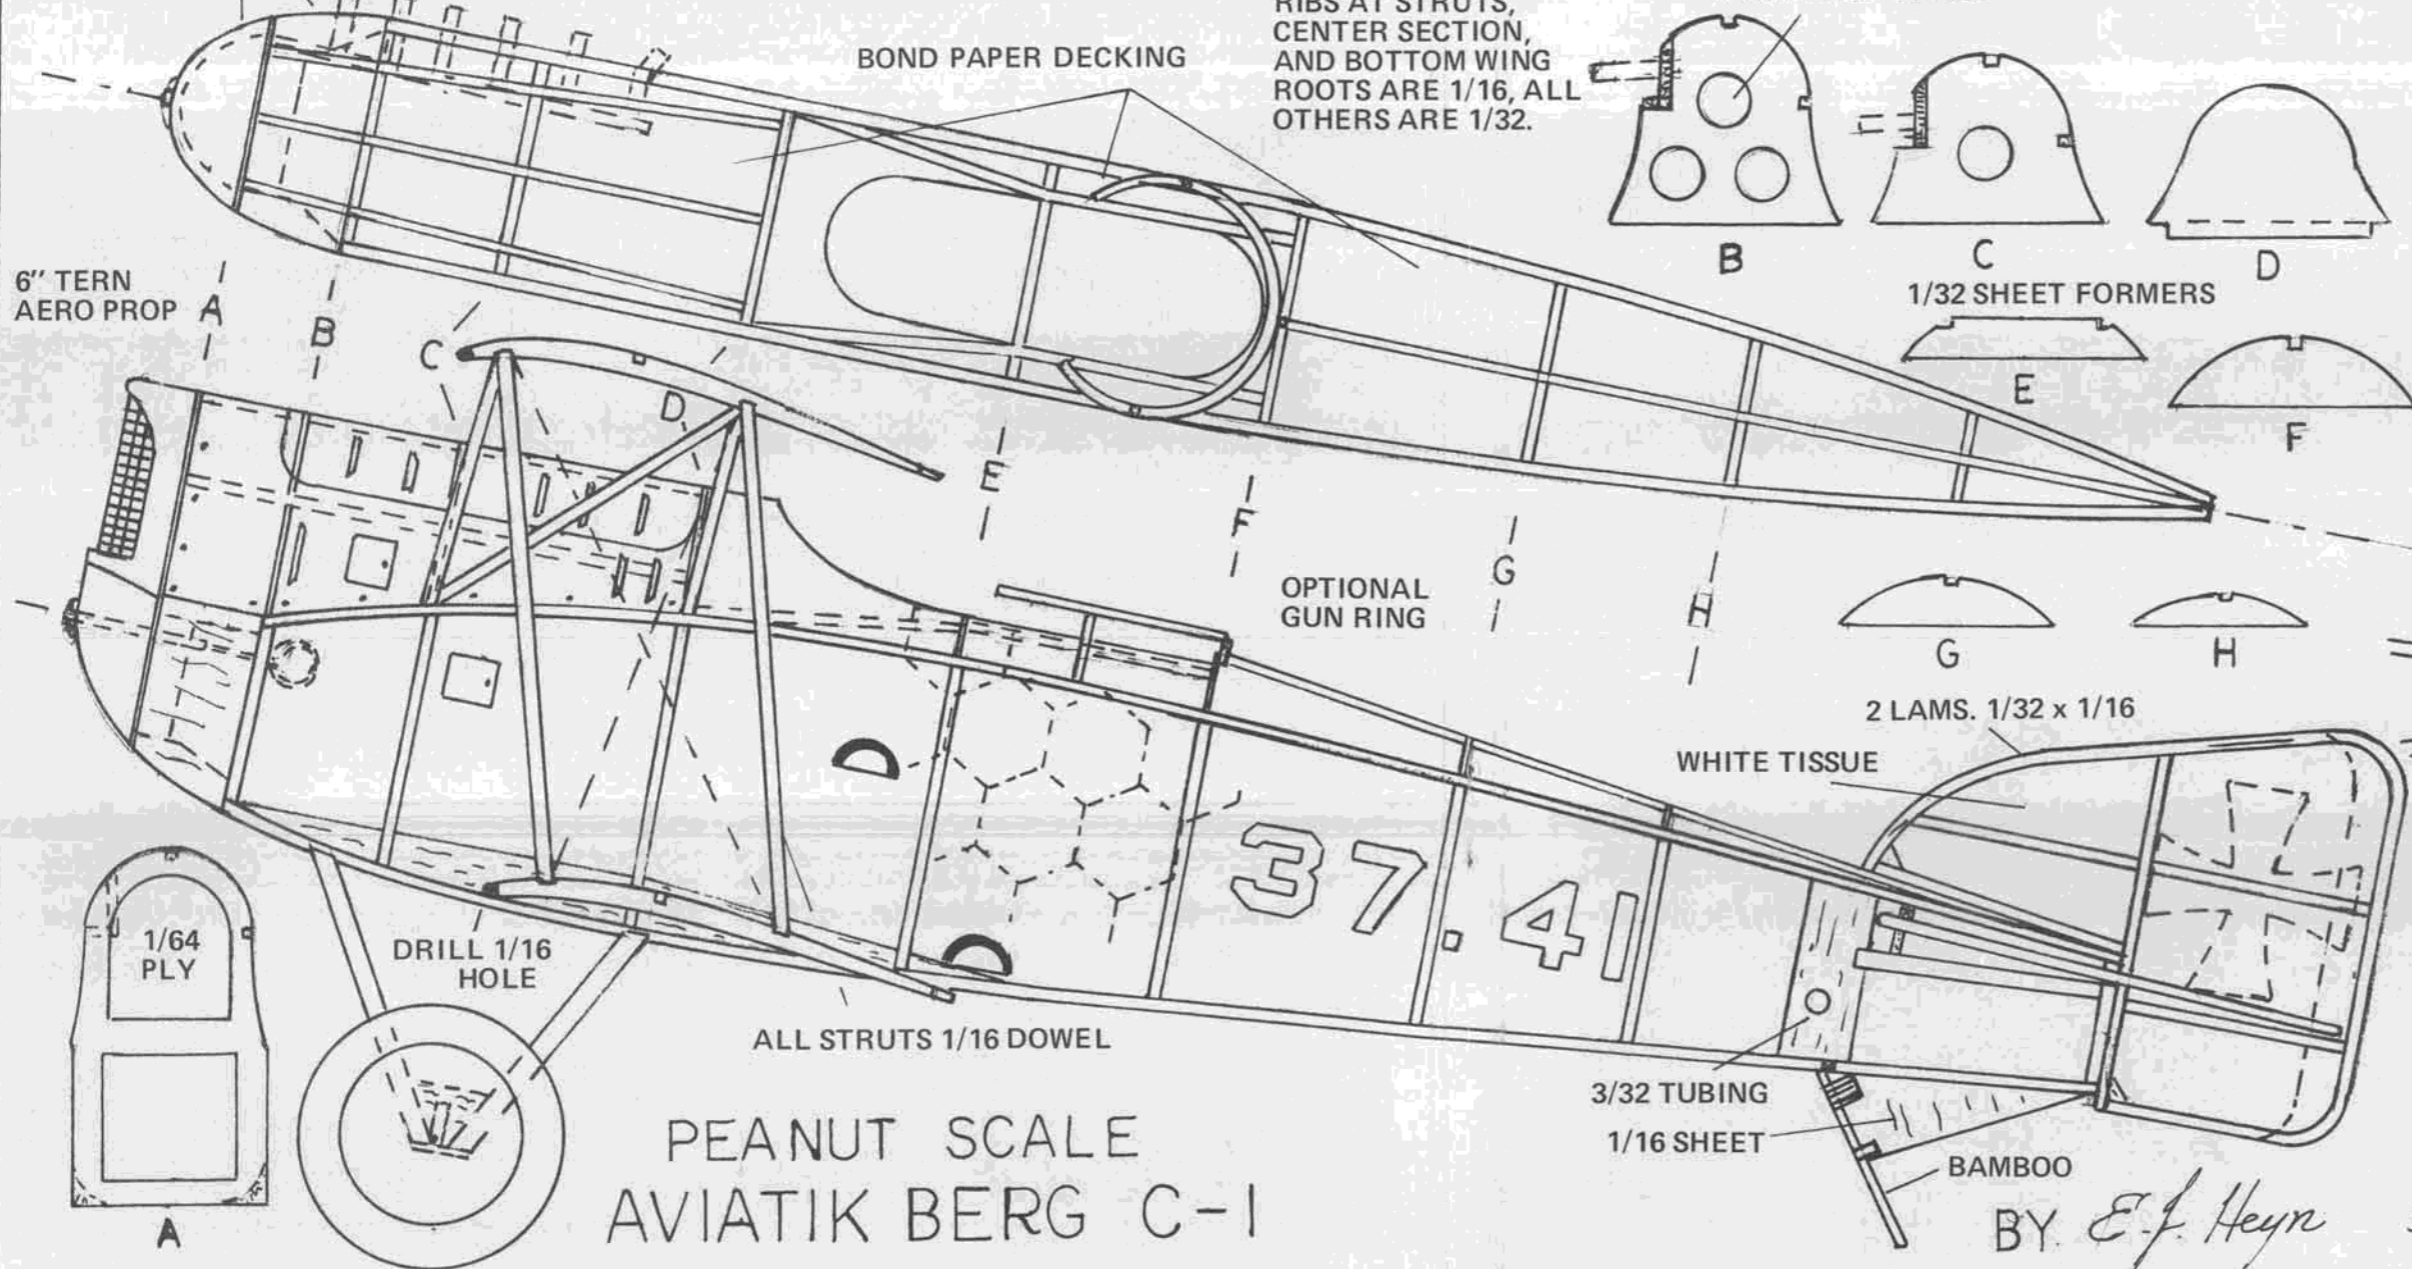 RIBS AT STRUTS,
CENTER SECTION,
AND BOTTOM WING
ROOTS ARE 1/16, ALL
OTHERS ARE 1/32.
BOND PAPER DECKING
B
C
D
1/32 SHEET FORMERS
E
F
G
H
6" TERN
AERO PROP
A
B
C
D
E
F
G
H
OPTIONAL
GUN RING
2 LAMS. 1/32 x 1/16
WHITE TISSUE
37.41
1/64
PLY
A
DRILL 1/16
HOLE
ALL STRUTS 1/16 DOWEL
3/32 TUBING
1/16 SHEET
BAMBOO
PEANUT SCALE
AVIATIK BERG C-1
BY E.J. Heyn